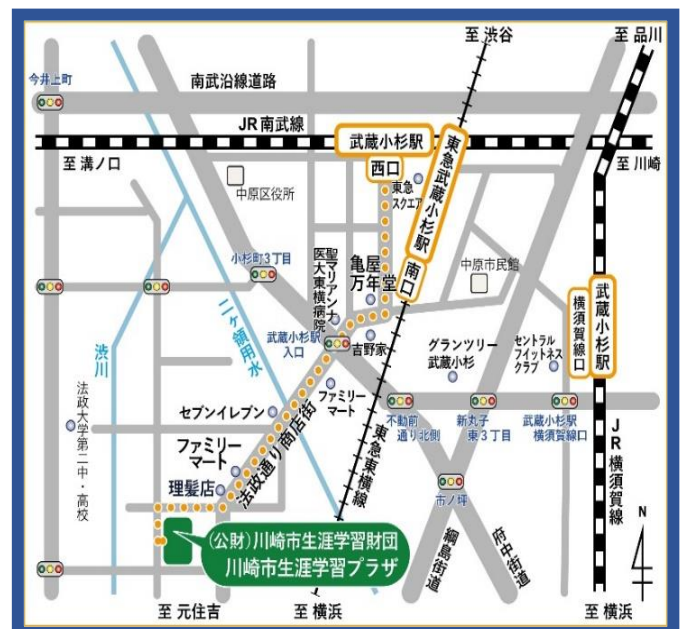 至 渋谷
至 品川
今井上町
南武沿線道路
JR南武線
武蔵小杉駅
西口
至 溝ノ口
至 川崎
東急武蔵小杉駅
南口
東急
スクエア
中原区役所
小杉町3丁目
聖マリアンナ
医大東横病院
亀屋
万年堂
中原市民館
武蔵小杉駅
横須賀線口
二ヶ領用水
武蔵小杉駅
入口
吉野家
グランツリー
武蔵小杉
セントラル
フィットネス
クラブ
渋川
法政大学第二中・高校
セブンイレブン
ファミリー
マート
不動前
通り北側
新丸子
東3丁目
武蔵小杉駅
横須賀線口
法政通り商店街
東急東横線
JR横須賀線
ファミリー
マート
理髪店
市ノ坪
綱島街道
府中街道
N
(公財)川崎市生涯学習財団
川崎市生涯学習プラザ
至 元住吉
至 横浜
至 横浜